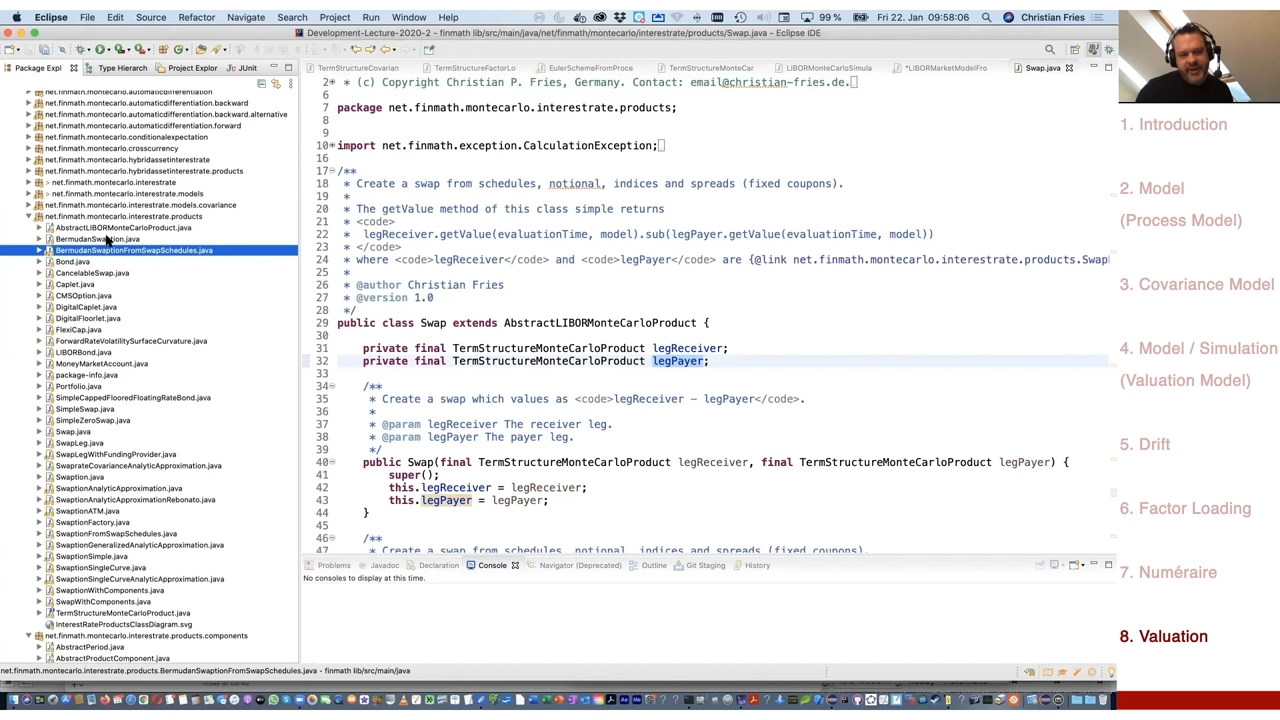 Eclipse File Edit Source Refactor Navigate Search Project Run Window Help 99 % Fri 22. Jan 09:58:06 Christian Fries
Development-Lecture-2020-2 – finmath lib/src/main/java/net/finmath/montecarlo/interestrate/products/Swap.java – Eclipse IDE
Package Expl Type Hierarch Project Explor JUnit
net.finmath.montecarlo.automaticdifferentiation
net.finmath.montecarlo.automaticdifferentiation.backward
net.finmath.montecarlo.automaticdifferentiation.backward.alternative
net.finmath.montecarlo.automaticdifferentiation.forward
net.finmath.montecarlo.conditionalexpectation
net.finmath.montecarlo.crosscurrency
net.finmath.montecarlo.hybridassetinterestrate
net.finmath.montecarlo.hybridassetinterestrate.products
> net.finmath.montecarlo.interestrate
> net.finmath.montecarlo.interestrate.models
net.finmath.montecarlo.interestrate.models.covariance
net.finmath.montecarlo.interestrate.products
AbstractLIBORMonteCarloProduct.java
BermudanSwaption.java
BermudanSwaptionFromSwapSchedules.java
Bond.java
CancelableSwap.java
Caplet.java
CMSOption.java
DigitalCaplet.java
DigitalFloorlet.java
FlexiCap.java
ForwardRateVolatilitySurfaceCurvature.java
LIBORBond.java
MoneyMarketAccount.java
package-info.java
Portfolio.java
SimpleCappedFlooredFloatingRateBond.java
SimpleSwap.java
SimpleZeroSwap.java
Swap.java
SwapLeg.java
SwapLegWithFundingProvider.java
SwaprateCovarianceAnalyticApproximation.java
Swaption.java
SwaptionAnalyticApproximation.java
SwaptionAnalyticApproximationRebonato.java
SwaptionATM.java
SwaptionFactory.java
SwaptionFromSwapSchedules.java
SwaptionGeneralizedAnalyticApproximation.java
SwaptionSimple.java
SwaptionSingleCurve.java
SwaptionSingleCurveAnalyticApproximation.java
SwaptionWithComponents.java
SwapWithComponents.java
TermStructureMonteCarloProduct.java
InterestRateProductsClassDiagram.svg
net.finmath.montecarlo.interestrate.products.components
AbstractPeriod.java
AbstractProductComponent.java
TermStructureCovarian TermStructureFactorLo EulerSchemeFromProce TermStructureMonteCar LIBORMonteCarloSimula *LIBORMarketModelFro Swap.java
2 * (c) Copyright Christian P. Fries, Germany. Contact: email@christian-fries.de.
6
7 package net.finmath.montecarlo.interestrate.products;
8
9
10 import net.finmath.exception.CalculationException;
16
17 /**
18 * Create a swap from schedules, notional, indices and spreads (fixed coupons).
19 *
20 * The getValue method of this class simple returns
21 * <code>
22 legReceiver.getValue(evaluationTime, model).sub(legPayer.getValue(evaluationTime, model))
23 * </code>
24 * where <code>legReceiver</code> and <code>legPayer</code> are {@link net.finmath.montecarlo.interestrate.products.Swap
25 *
26 * @author Christian Fries
27 * @version 1.0
28 */
29 public class Swap extends AbstractLIBORMonteCarloProduct {
30
31 private final TermStructureMonteCarloProduct legReceiver;
32 private final TermStructureMonteCarloProduct legPayer;
33
34 /**
35 * Create a swap which values as <code>legReceiver - legPayer</code>.
36 *
37 * @param legReceiver The receiver leg.
38 * @param legPayer The payer leg.
39 */
40 public Swap(final TermStructureMonteCarloProduct legReceiver, final TermStructureMonteCarloProduct legPayer) {
41 super();
42 this.legReceiver = legReceiver;
43 this.legPayer = legPayer;
44 }
45
46 /**
47 * Create a swap from schedules, notional, indices and spreads (fixed coupons).
Problems Javadoc Declaration Console Navigator (Deprecated) Outline Git Staging History
No consoles to display at this time.
net.finmath.montecarlo.interestrate.products.BermudanSwaptionFromSwapSchedules.java - finmath lib/src/main/java
1. Introduction
2. Model
(Process Model)
3. Covariance Model
4. Model / Simulation
(Valuation Model)
5. Drift
6. Factor Loading
7. Numéraire
8. Valuation